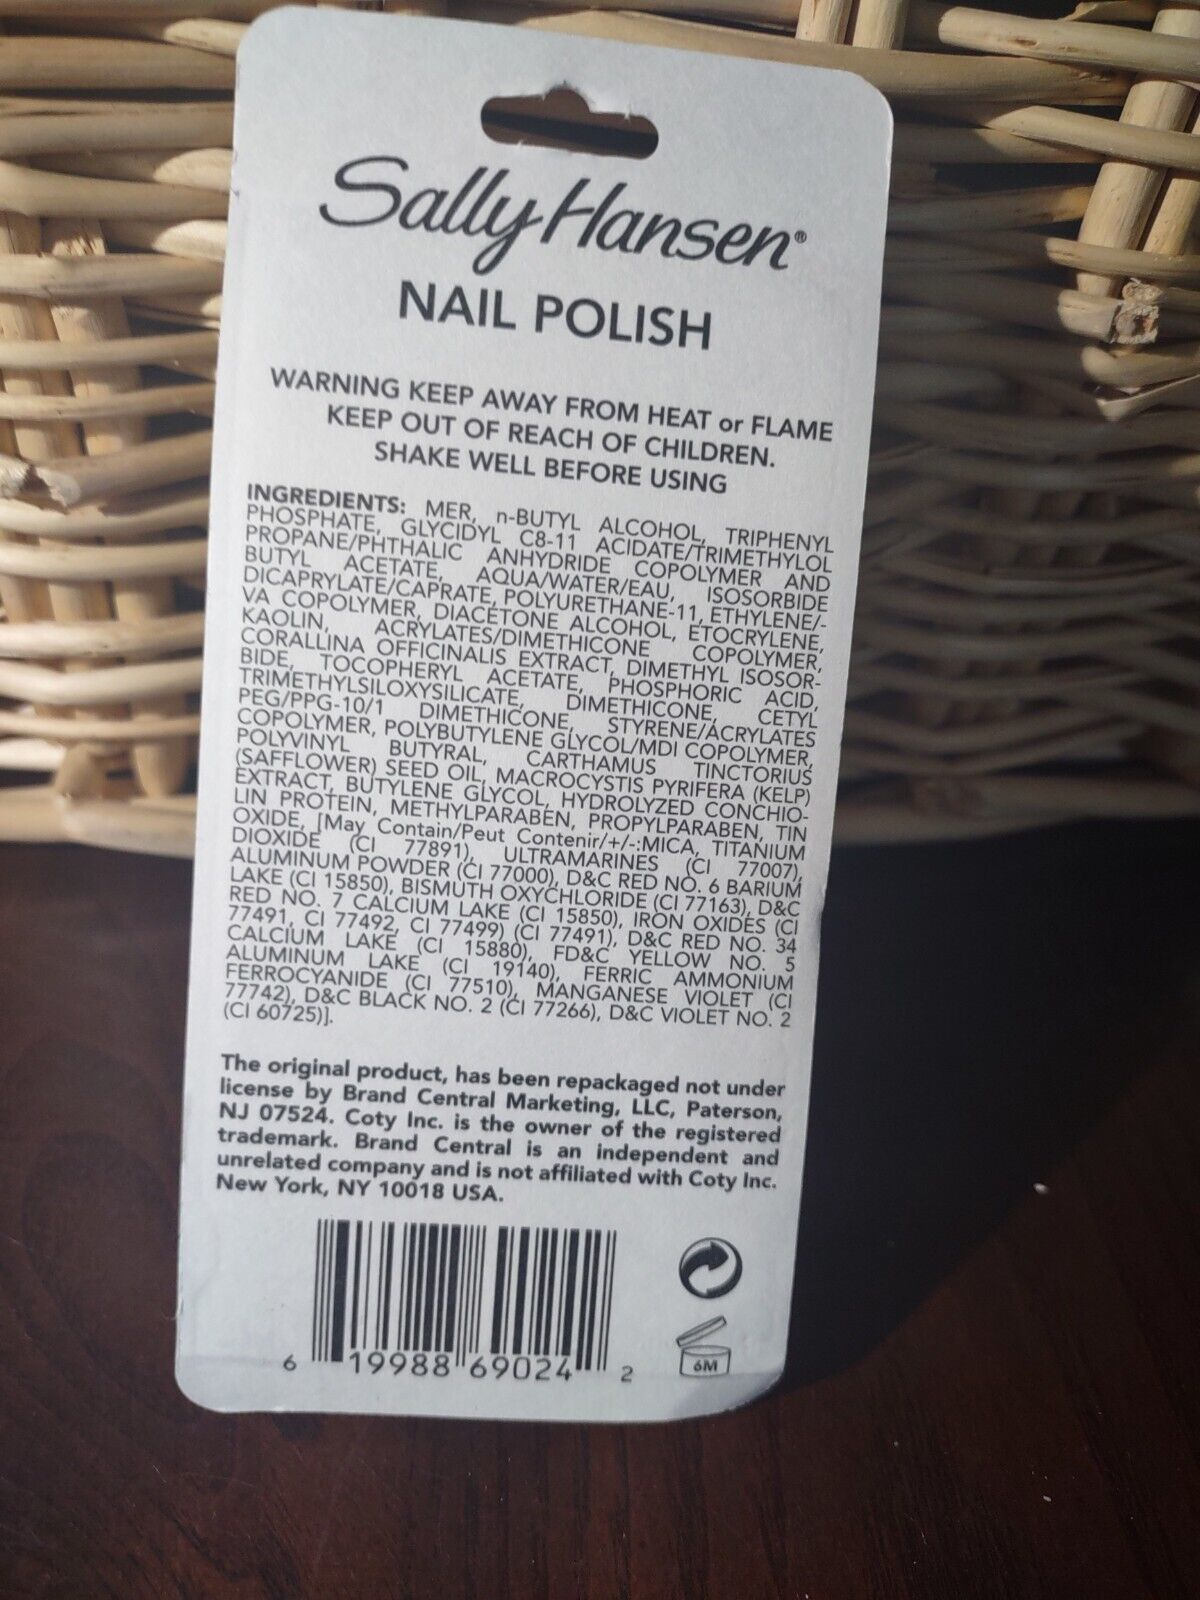 Sally Hansen®
NAIL POLISH
WARNING KEEP AWAY FROM HEAT or FLAME
KEEP OUT OF REACH OF CHILDREN.
SHAKE WELL BEFORE USING
INGREDIENTS: MER, n-BUTYL ALCOHOL, TRIPHENYL
PHOSPHATE, GLYCIDYL C8-11 ACIDATE/TRIMETHYLOL
PROPANE/PHTHALIC ANHYDRIDE COPOLYMER AND
BUTYL ACETATE, AQUA/WATER/EAU, ISOSORBIDE
DICAPRYLATE/CAPRATE, POLYURETHANE-11, ETHYLENE/-
VA COPOLYMER, DIACETONE ALCOHOL, ETOCRYLENE,
KAOLIN, ACRYLATES/DIMETHICONE COPOLYMER,
CORALLINA OFFICINALIS EXTRACT, DIMETHYL ISOSOR-
BIDE, TOCOPHERYL ACETATE, PHOSPHORIC ACID,
TRIMETHYLSILOXYSILICATE, DIMETHICONE, CETYL
PEG/PPG-10/1 DIMETHICONE, STYRENE/ACRYLATES
COPOLYMER, POLYBUTYLENE GLYCOL/MDI COPOLYMER,
POLYVINYL BUTYRAL, CARTHAMUS TINCTORIUS
(SAFFLOWER) SEED OIL, MACROCYSTIS PYRIFERA (KELP)
EXTRACT, BUTYLENE GLYCOL, HYDROLYZED CONCHIO-
LIN PROTEIN, METHYLPARABEN, PROPYLPARABEN, TIN
OXIDE, [May Contain/Peut Contenir/+/-:MICA, TITANIUM
DIOXIDE (CI 77891), ULTRAMARINES (CI 77007),
ALUMINUM POWDER (CI 77000), D&C RED NO. 6 BARIUM
LAKE (CI 15850), BISMUTH OXYCHLORIDE (CI 77163), D&C
RED NO. 7 CALCIUM LAKE (CI 15850), IRON OXIDES (CI
77491, CI 77492, CI 77499) (CI 77491), D&C RED NO. 34
CALCIUM LAKE (CI 15880), FD&C YELLOW NO. 5
ALUMINUM LAKE (CI 19140), FERRIC AMMONIUM
FERROCYANIDE (CI 77510), MANGANESE VIOLET (CI
77742), D&C BLACK NO. 2 (CI 77266), D&C VIOLET NO. 2
(CI 60725)].
The original product, has been repackaged not under
license by Brand Central Marketing, LLC, Paterson,
NJ 07524. Coty Inc. is the owner of the registered
trademark. Brand Central is an independent and
unrelated company and is not affiliated with Coty Inc.
New York, NY 10018 USA.
6 19988 69024 2
6M